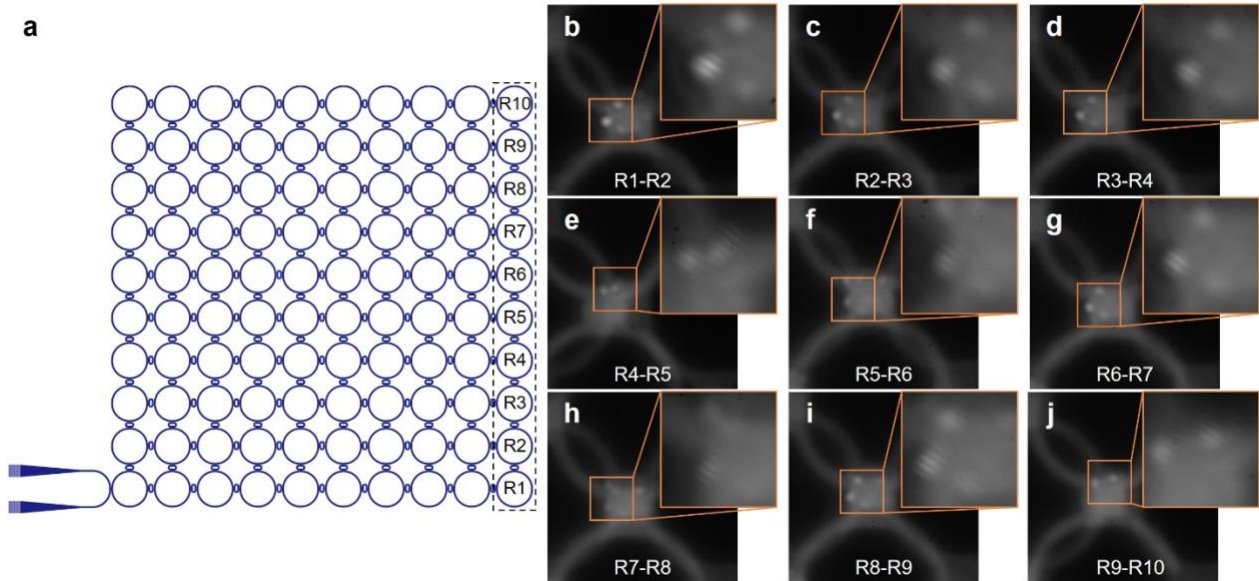 a
R10
R9
R8
R7
R6
R5
R4
R3
R2
R1
b
R1-R2
c
R2-R3
d
R3-R4
e
R4-R5
f
R5-R6
g
R6-R7
h
R7-R8
i
R8-R9
j
R9-R10